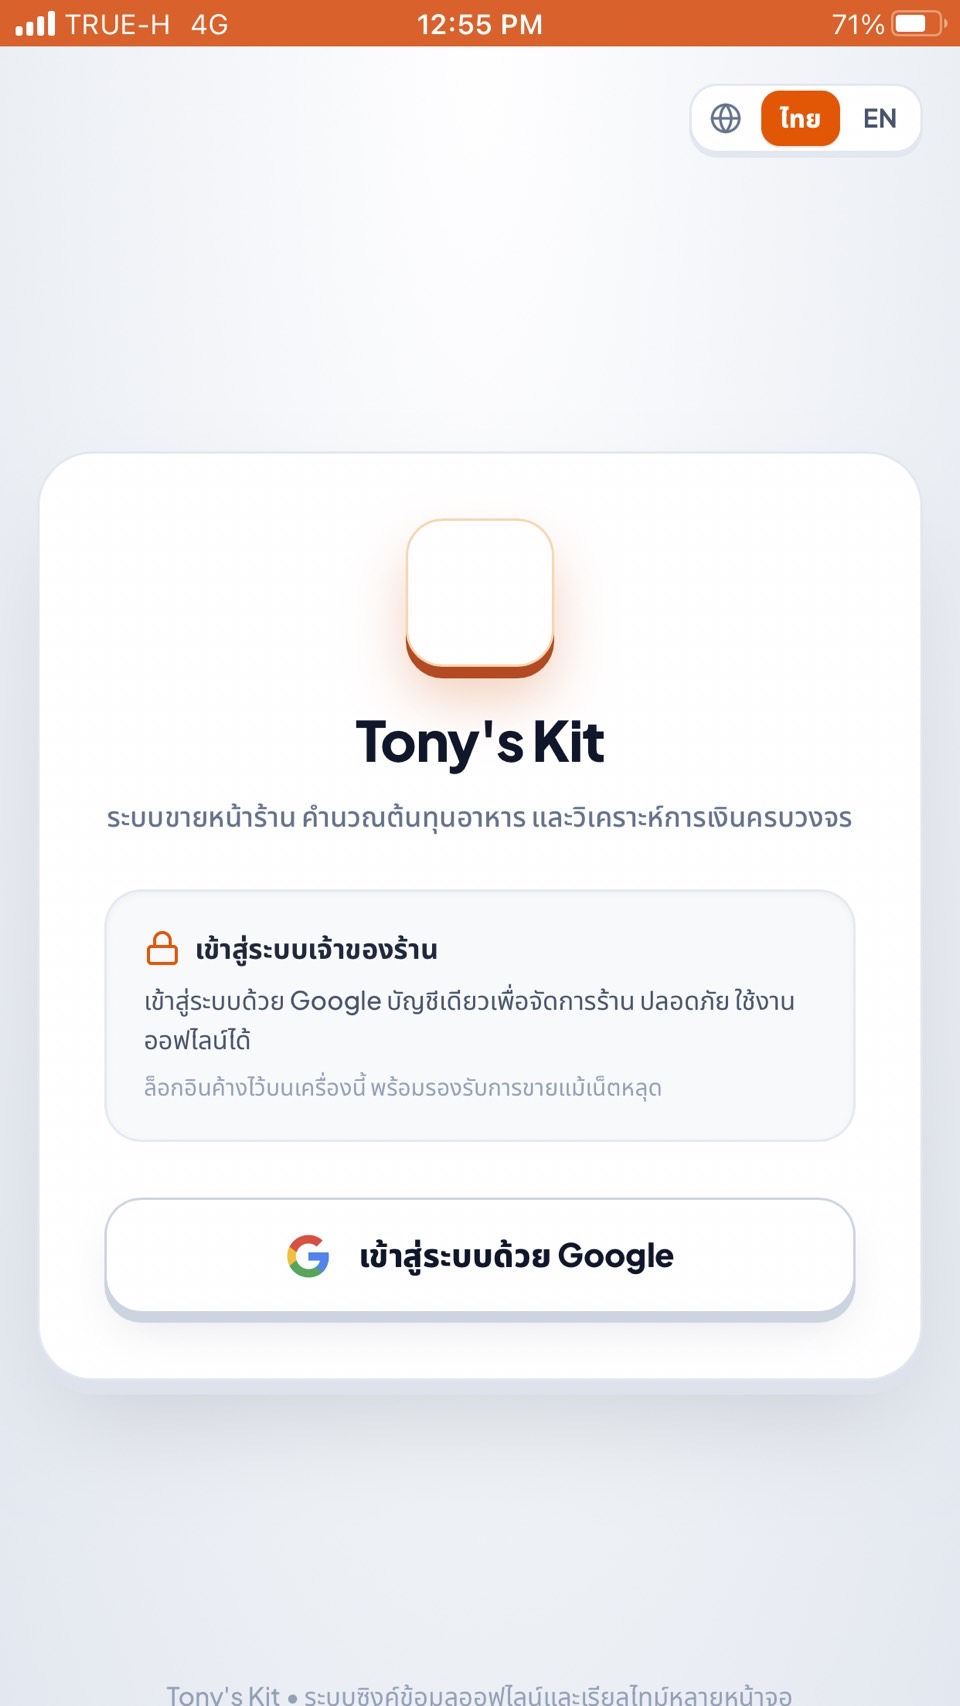 TRUE-H 4G 12:55 PM 71%
ไทย EN
Tony's Kit
ระบบขายหน้าร้าน คำนวณต้นทุนอาหาร และวิเคราะห์การเงินครบวงจร
เข้าสู่ระบบเจ้าของร้าน
เข้าสู่ระบบด้วย Google บัญชีเดียวเพื่อจัดการร้าน ปลอดภัย ใช้งาน
ออฟไลน์ได้
ล็อกอินค้างไว้บนเครื่องนี้ พร้อมรองรับการขายแม้เน็ตหลุด
เข้าสู่ระบบด้วย Google
Tony's Kit • ระบบซิงค์ข้อมูลออฟไลน์และเรียลไทม์หลายหน้าจอ